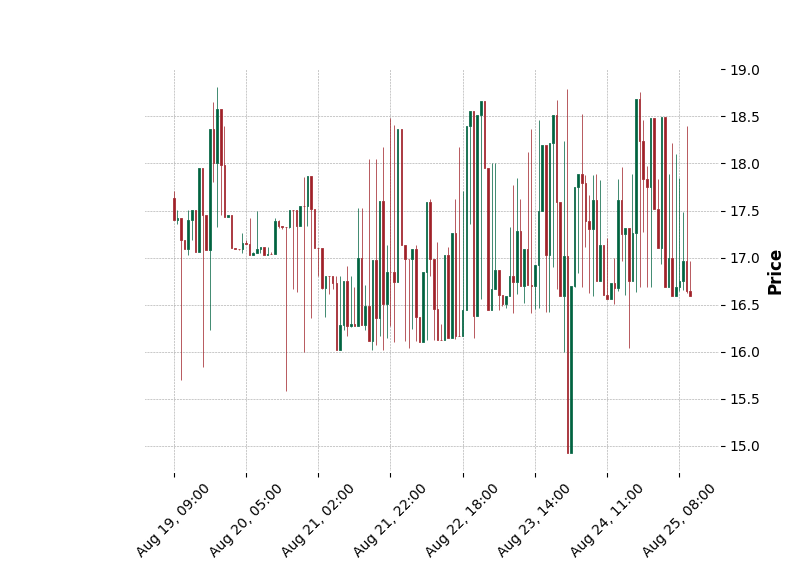 19.0
18.5
18.0
17.5
17.0
16.5
16.0
15.5
15.0
Price
Aug 19, 09:00
Aug 20, 05:00
Aug 21, 02:00
Aug 21, 22:00
Aug 22, 18:00
Aug 23, 14:00
Aug 24, 11:00
Aug 25, 08:00